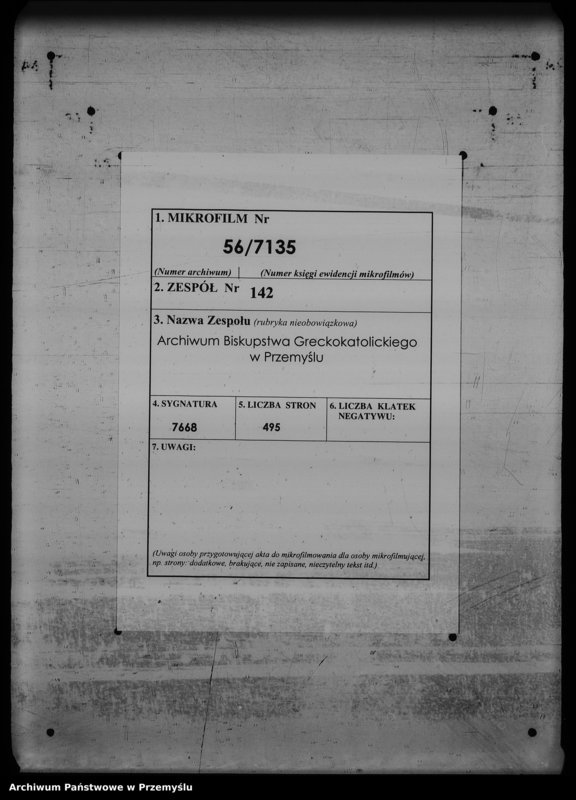 1. MIKROFILM Nr
56/7135
(Numer archiwum) | (Numer księgi ewidencji mikrofilmów)
2. ZESPÓŁ Nr 142
3. Nazwa Zespołu (rubryka nieobowiązkowa)
Archiwum Biskupstwa Greckokatolickiego
w Przemyślu
4. SYGNATURA
7668
5. LICZBA STRON
495
6. LICZBA KLATEK
NEGATYWU:
7. UWAGI:
(Uwagi osoby przygotowującej akta do mikrofilmowania dla osoby mikrofilmującej,
np. strony: dodatkowe, brakujące, nie zapisane, nieczytelny tekst itd.)
Archiwum Państwowe w Przemyślu